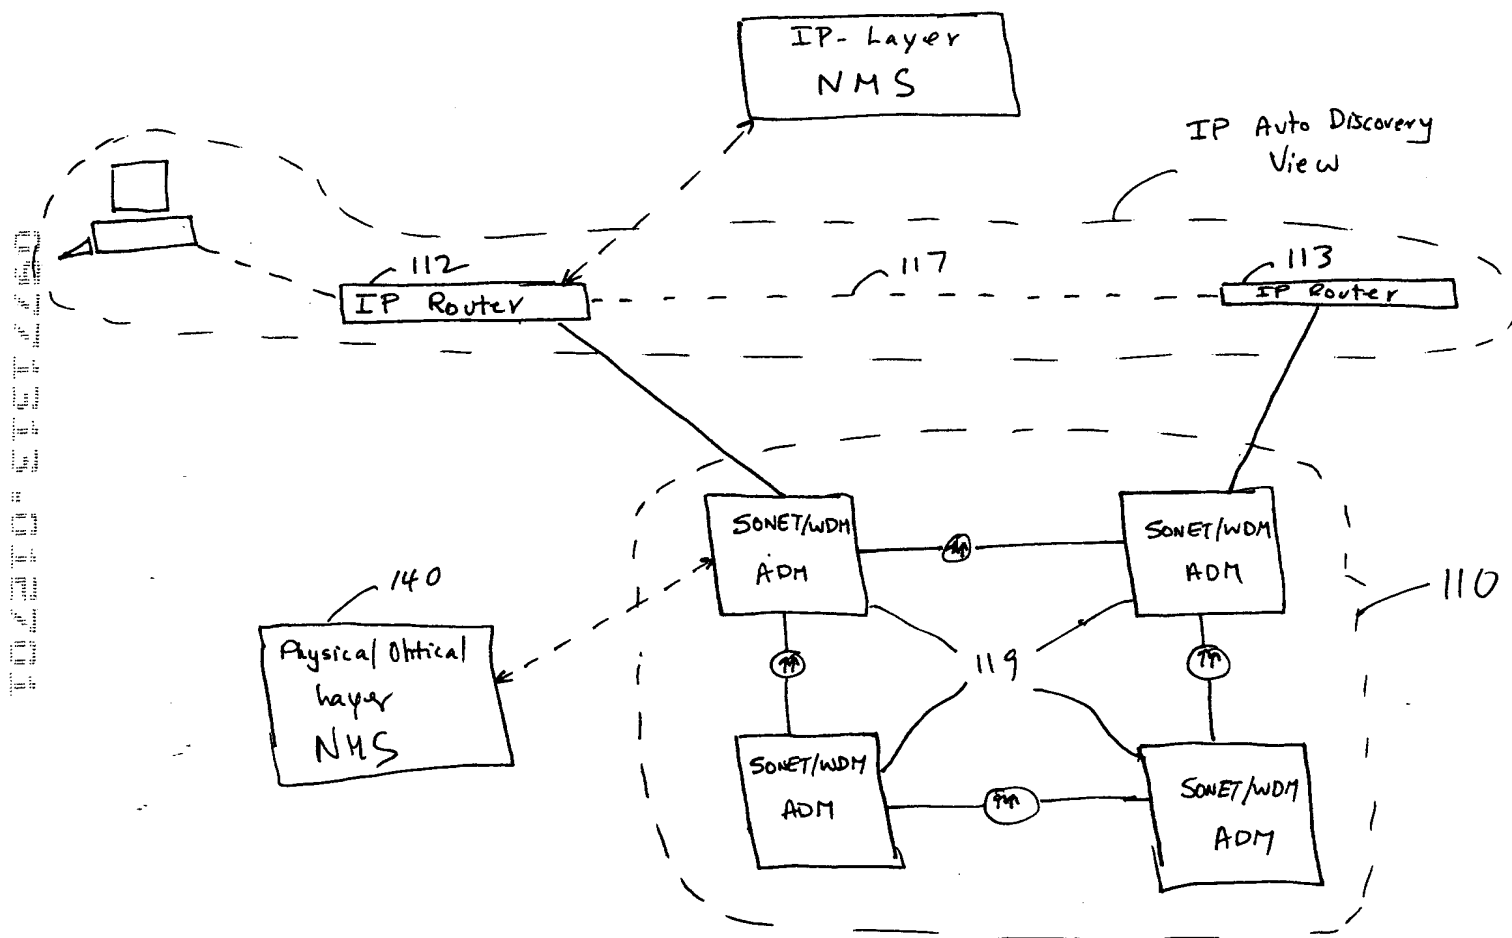 IP-Layer
NMS
IP Auto Discovery
View
112
IP Router
117
113
IP Router
SONET/WDM
ADM
SONET/WDM
ADM
140
Physical/Optical
Layer
NMS
119
110
SONET/WDM
ADM
SONET/WDM
ADM